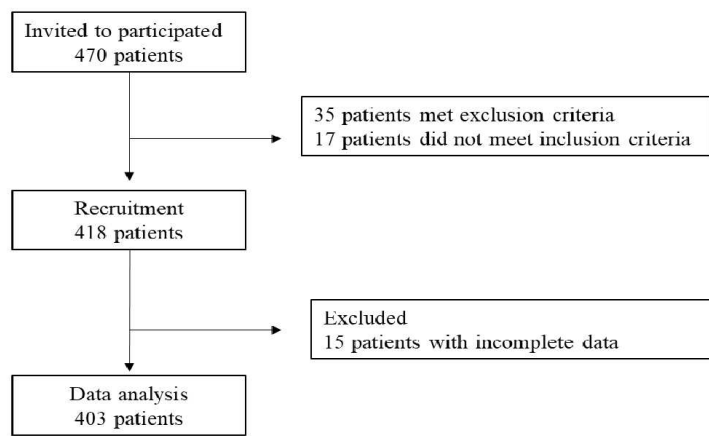 Invited to participated
470 patients
35 patients met exclusion criteria
17 patients did not meet inclusion criteria
Recruitment
418 patients
Excluded
15 patients with incomplete data
Data analysis
403 patients